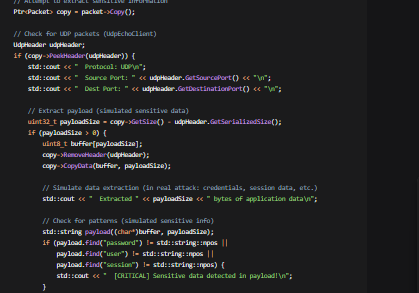 // Attempt to extract sensitive information
Ptr<Packet> copy = packet->Copy();
// Check for UDP packets (UdpEchoClient)
UdpHeader udpHeader;
if (copy->PeekHeader(udpHeader)) {
std::cout << "  Protocol: UDP\n";
std::cout << "  Source Port: " << udpHeader.GetSourcePort() << "\n";
std::cout << "  Dest Port: " << udpHeader.GetDestinationPort() << "\n";
// Extract payload (simulated sensitive data)
uint32_t payloadSize = copy->GetSize() - udpHeader.GetSerializedSize();
if (payloadSize > 0) {
uint8_t buffer[payloadSize];
copy->RemoveHeader(udpHeader);
copy->CopyData(buffer, payloadSize);
// Simulate data extraction (in real attack: credentials, session data, etc.)
std::cout << "  Extracted " << payloadSize << " bytes of application data\n";
// Check for patterns (simulated sensitive info)
std::string payload((char*)buffer, payloadSize);
if (payload.find("password") != std::string::npos ||
payload.find("user") != std::string::npos ||
payload.find("session") != std::string::npos) {
std::cout << "  [CRITICAL] Sensitive data detected in payload!\n";
}